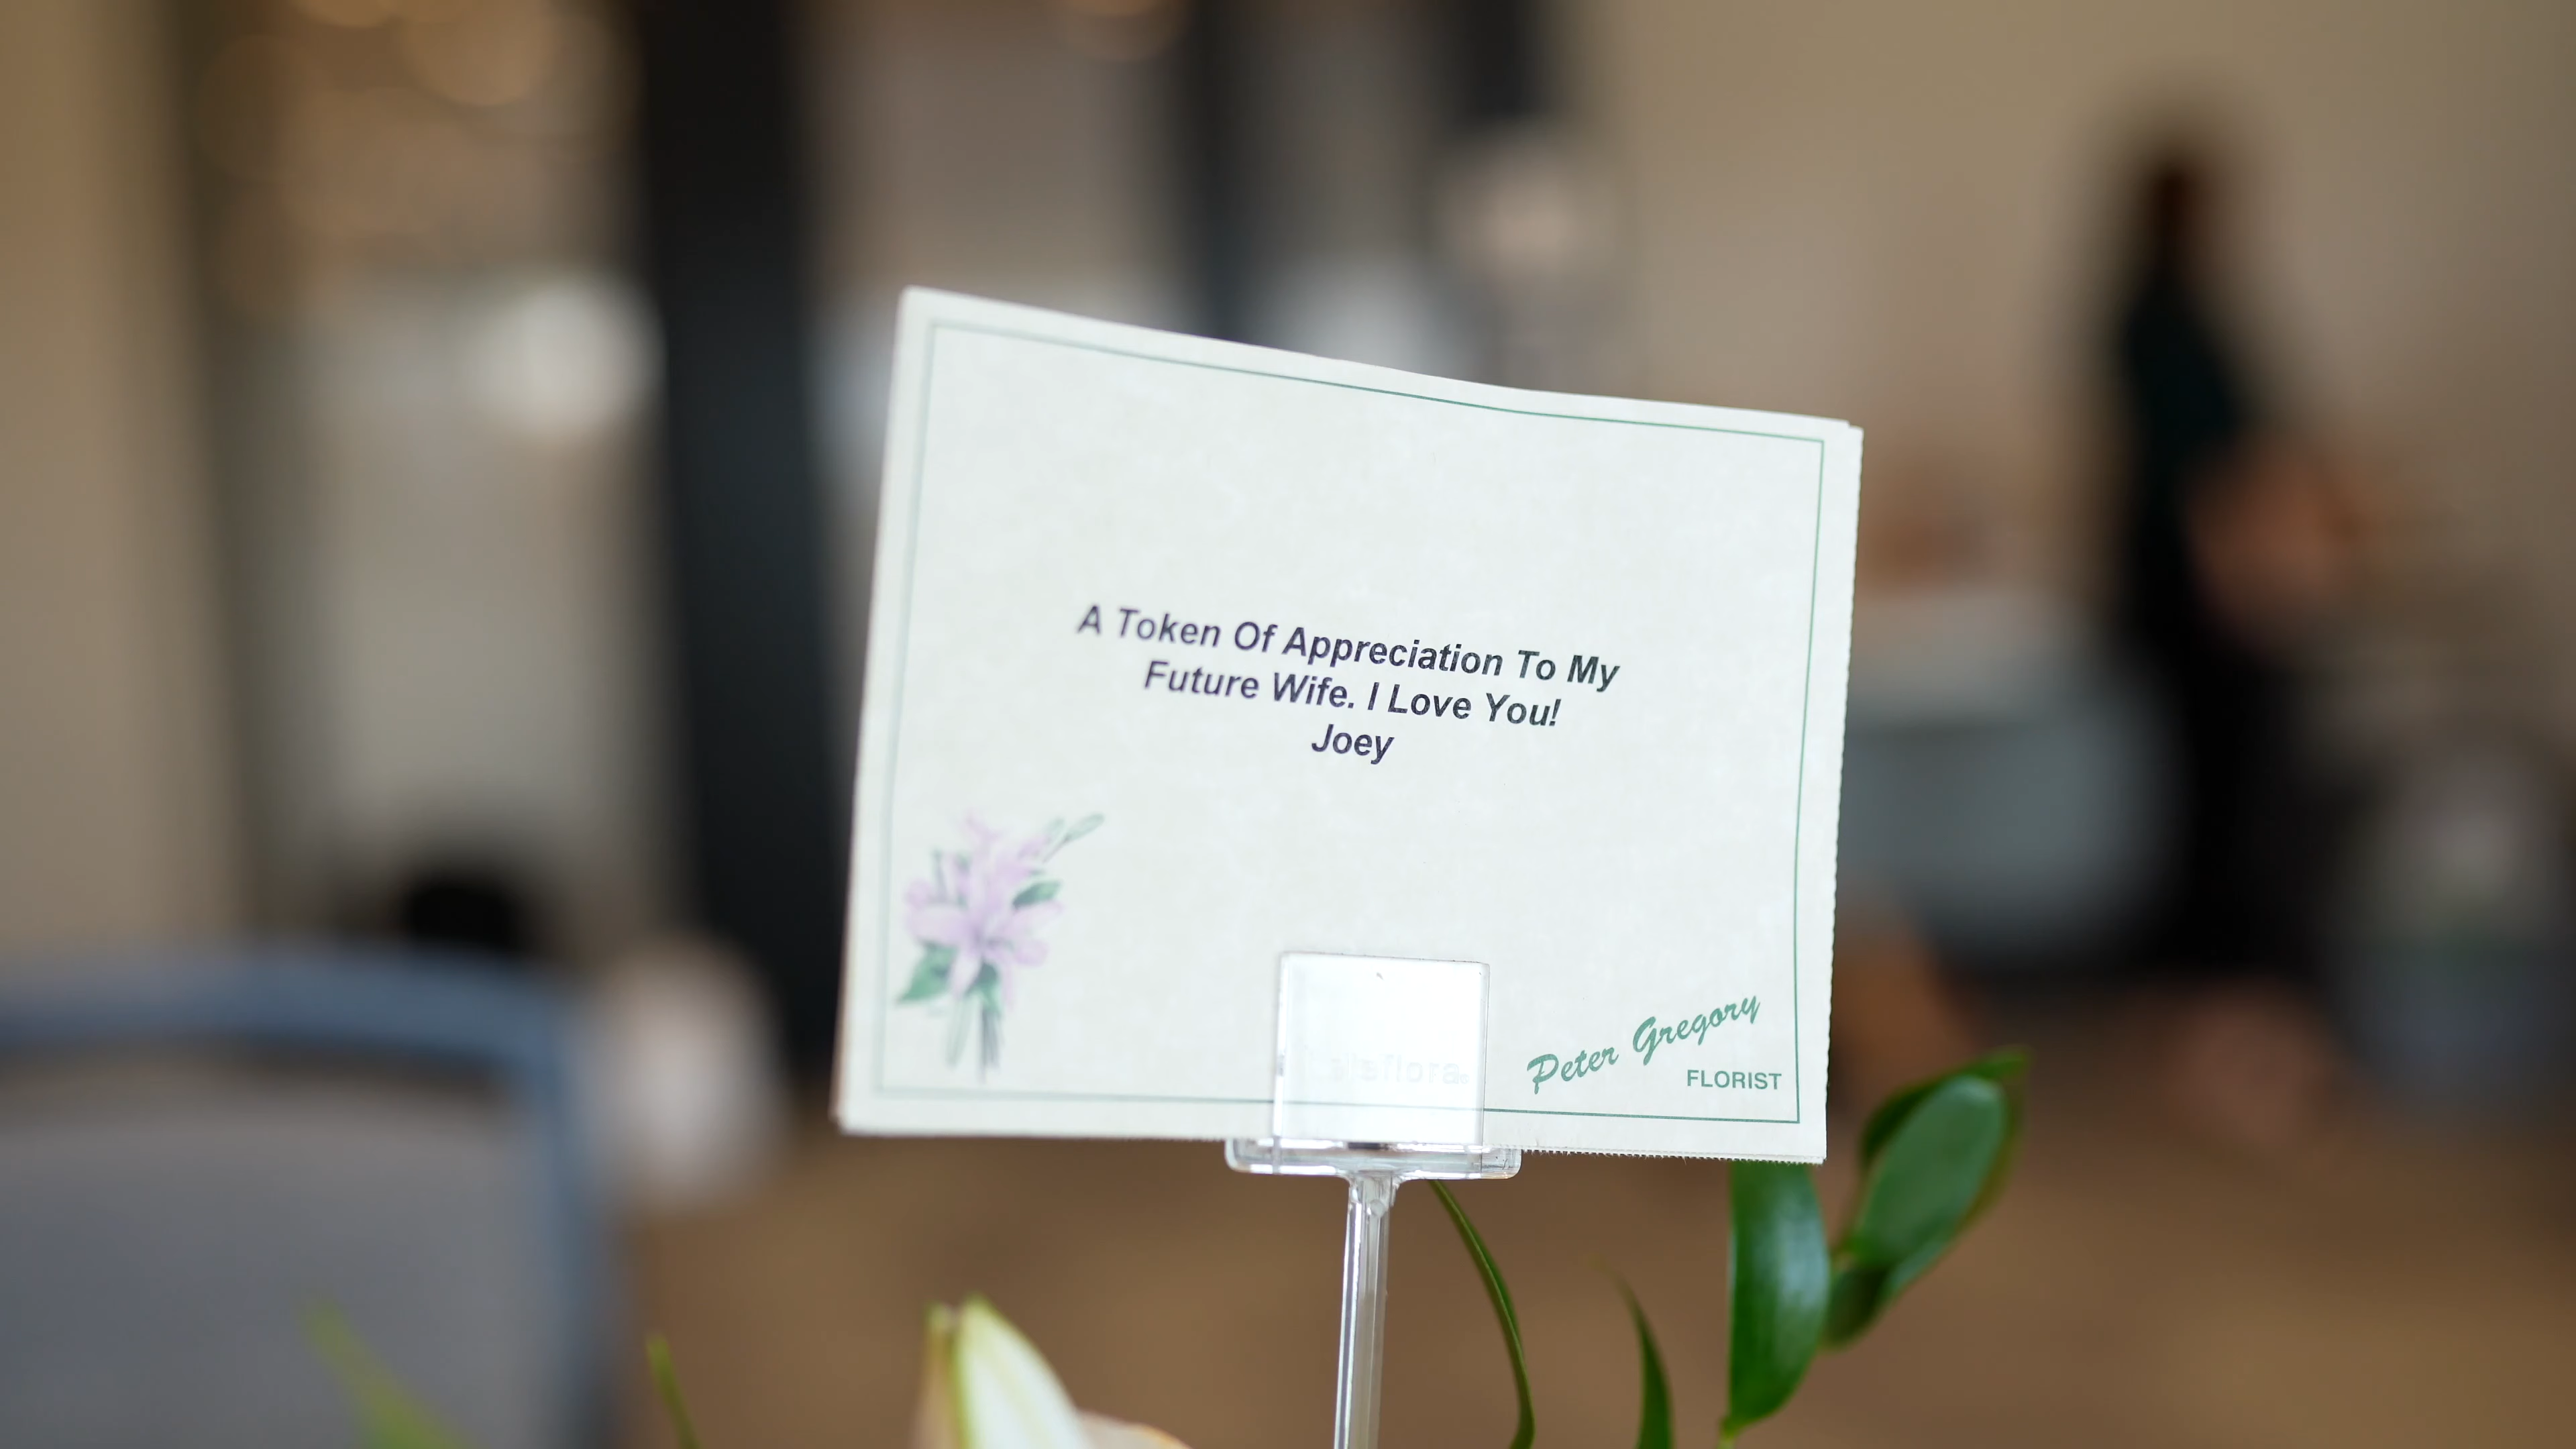 A Token Of Appreciation To My
Future Wife. I Love You!
Joey
Peter Gregory
FLORIST